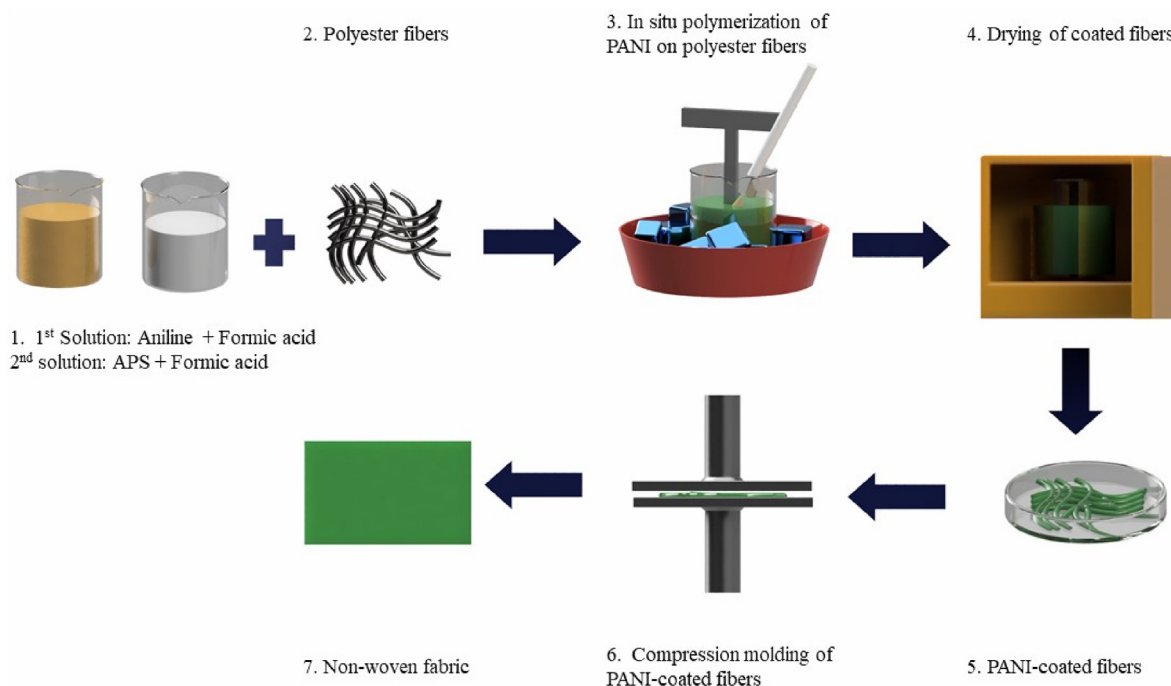 2. Polyester fibers
3. In situ polymerization of
PANI on polyester fibers
4. Drying of coated fibers
1. 1st Solution: Aniline + Formic acid
2nd solution: APS + Formic acid
7. Non-woven fabric
6. Compression molding of
PANI-coated fibers
5. PANI-coated fibers